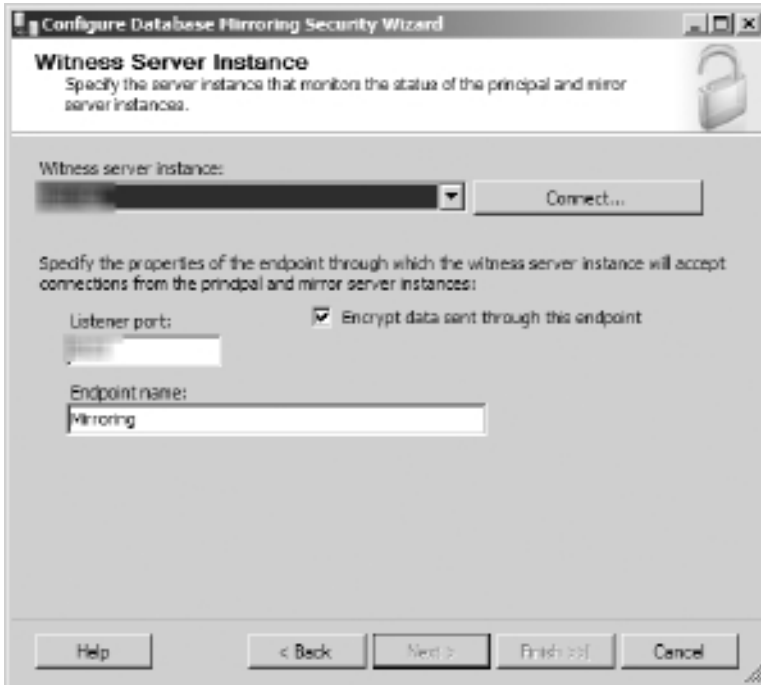 Configure Database Mirroring Security Wizard
Witness Server Instance
Specify the server instance that monitors the status of the principal and mirror
server instances.
Witness server instance:
Connect...
Specify the properties of the endpoint through which the witness server instance will accept
connections from the principal and mirror server instances:
Listener port:
Encrypt data sent through this endpoint
Endpoint name:
Mirroring
Help
< Back
Next >
Finish >>|
Cancel